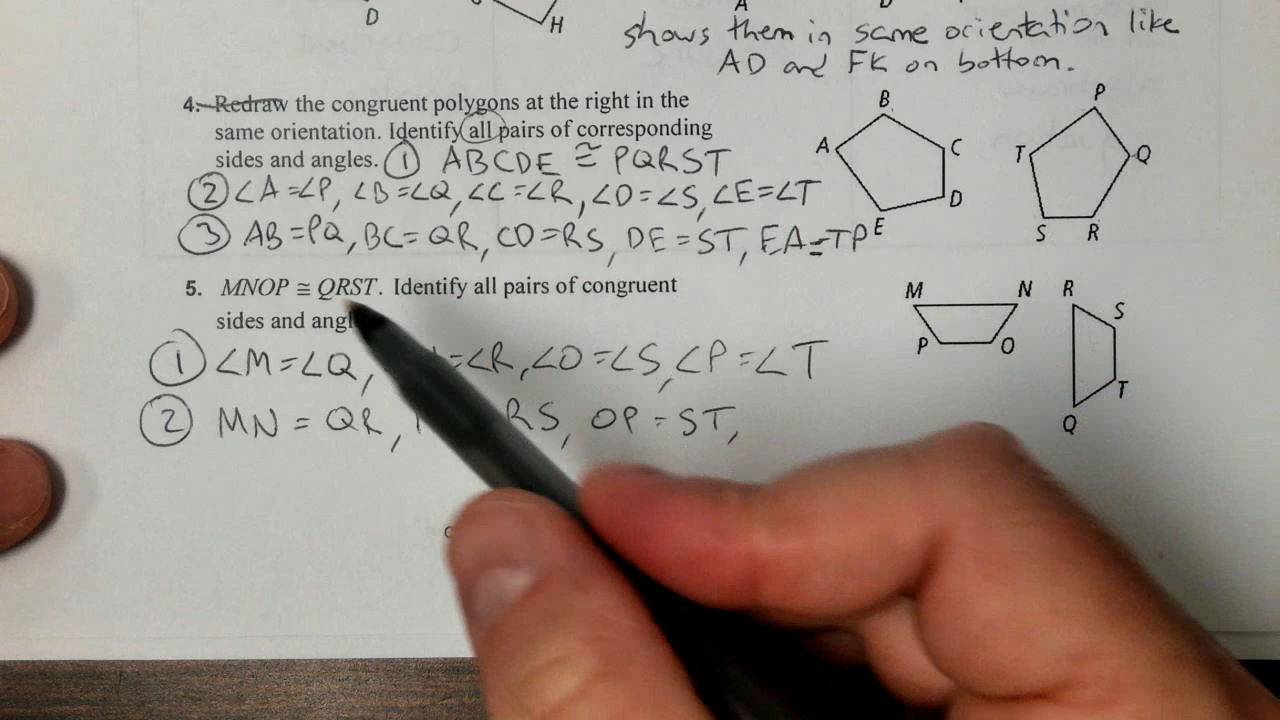 D
H
A
D
shows them in same orientation like
AD and FK on bottom.
4. Redraw the congruent polygons at the right in the
same orientation. Identify all pairs of corresponding
sides and angles. ① ABCDE ≅ PQRST
② ∠A=∠P, ∠B=∠Q, ∠C=∠R, ∠D=∠S, ∠E=∠T
③ AB=PQ, BC=QR, CD=RS, DE=ST, EA=TP
A B C D E
P Q R S T
5. MNOP ≅ QRST. Identify all pairs of congruent
sides and angl
① ∠M=∠Q, =∠R, ∠O=∠S, ∠P=∠T
② MN = QR, RS, OP=ST,
M N O P
R S T Q